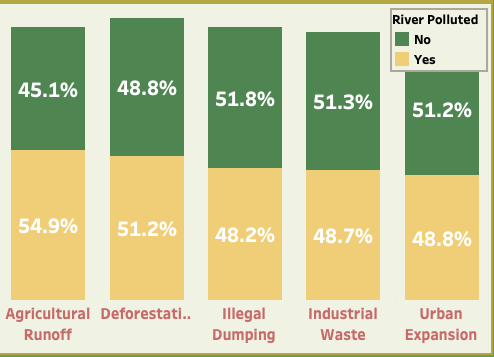 River Polluted
No
Yes
45.1%
48.8%
51.8%
51.3%
51.2%
54.9%
51.2%
48.2%
48.7%
48.8%
Agricultural
Runoff
Deforestati..
Illegal
Dumping
Industrial
Waste
Urban
Expansion